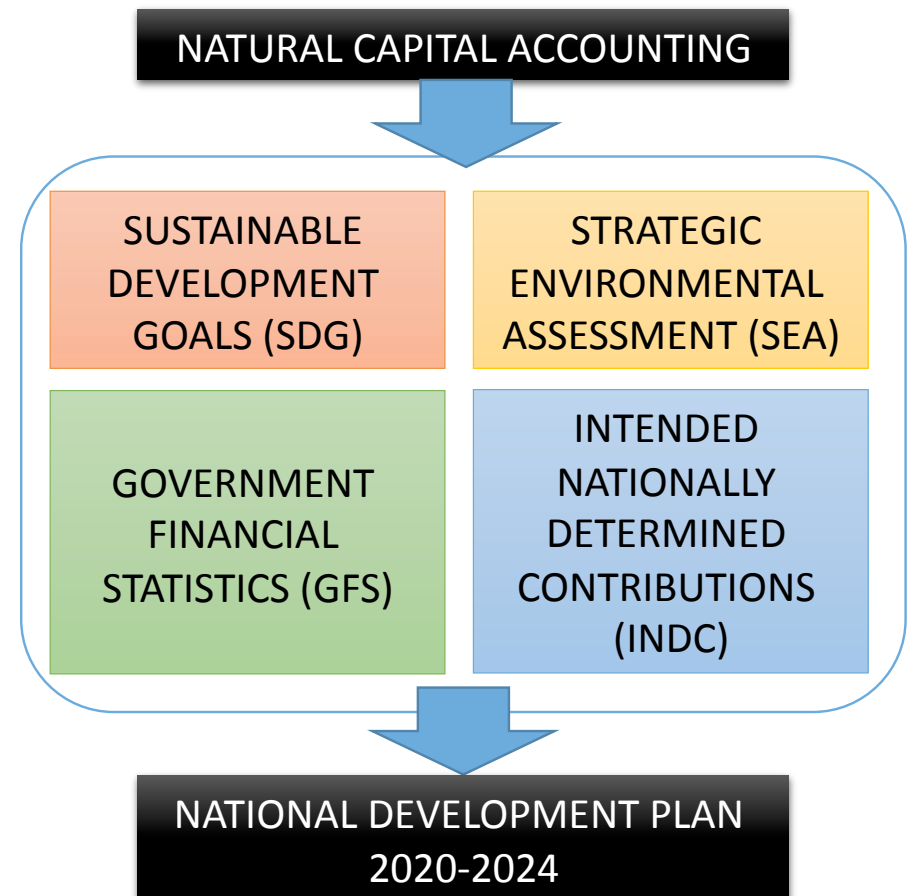 NATURAL CAPITAL ACCOUNTING
SUSTAINABLE
DEVELOPMENT
GOALS (SDG)
STRATEGIC
ENVIRONMENTAL
ASSESSMENT (SEA)
GOVERNMENT
FINANCIAL
STATISTICS (GFS)
INTENDED
NATIONALLY
DETERMINED
CONTRIBUTIONS
(INDC)
NATIONAL DEVELOPMENT PLAN
2020-2024